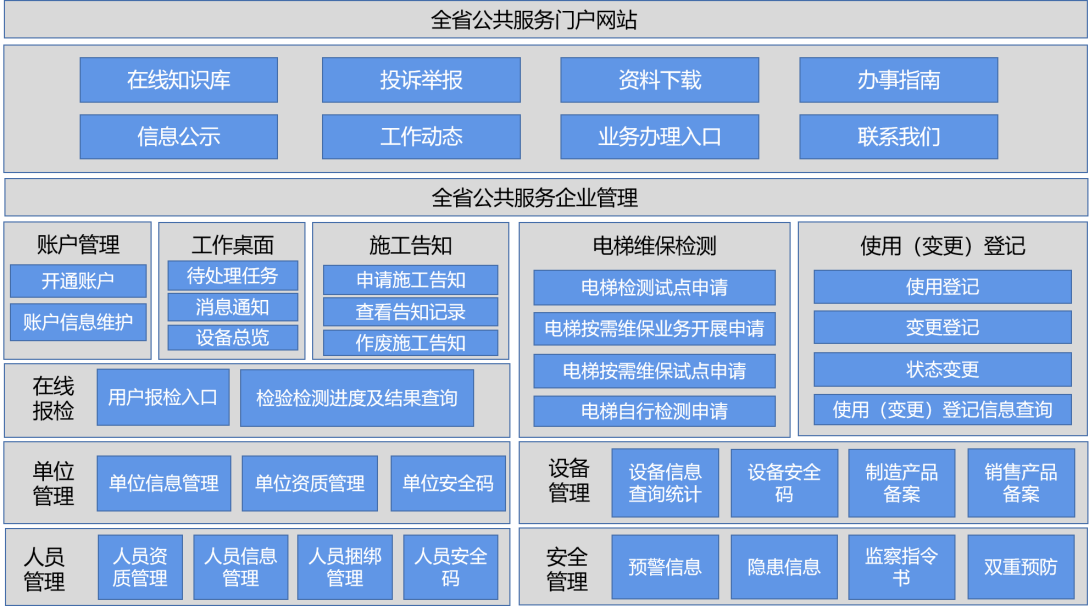 全省公共服务门户网站
在线知识库
投诉举报
资料下载
办事指南
信息公示
工作动态
业务办理入口
联系我们
全省公共服务企业管理
账户管理
开通账户
账户信息维护
工作桌面
待处理任务
消息通知
设备总览
施工告知
申请施工告知
查看告知记录
作废施工告知
电梯维保检测
电梯检测试点申请
电梯按需维保业务开展申请
电梯按需维保试点申请
电梯自行检测申请
使用（变更）登记
使用登记
变更登记
状态变更
使用（变更）登记信息查询
在线
报检
用户报检入口
检验检测进度及结果查询
单位
管理
单位信息管理
单位资质管理
单位安全码
设备
管理
设备信息
查询统计
设备安全
码
制造产品
备案
销售产品
备案
人员
管理
人员资
质管理
人员信息
管理
人员捆绑
管理
人员安全
码
安全
管理
预警信息
隐患信息
监察指令
书
双重预防